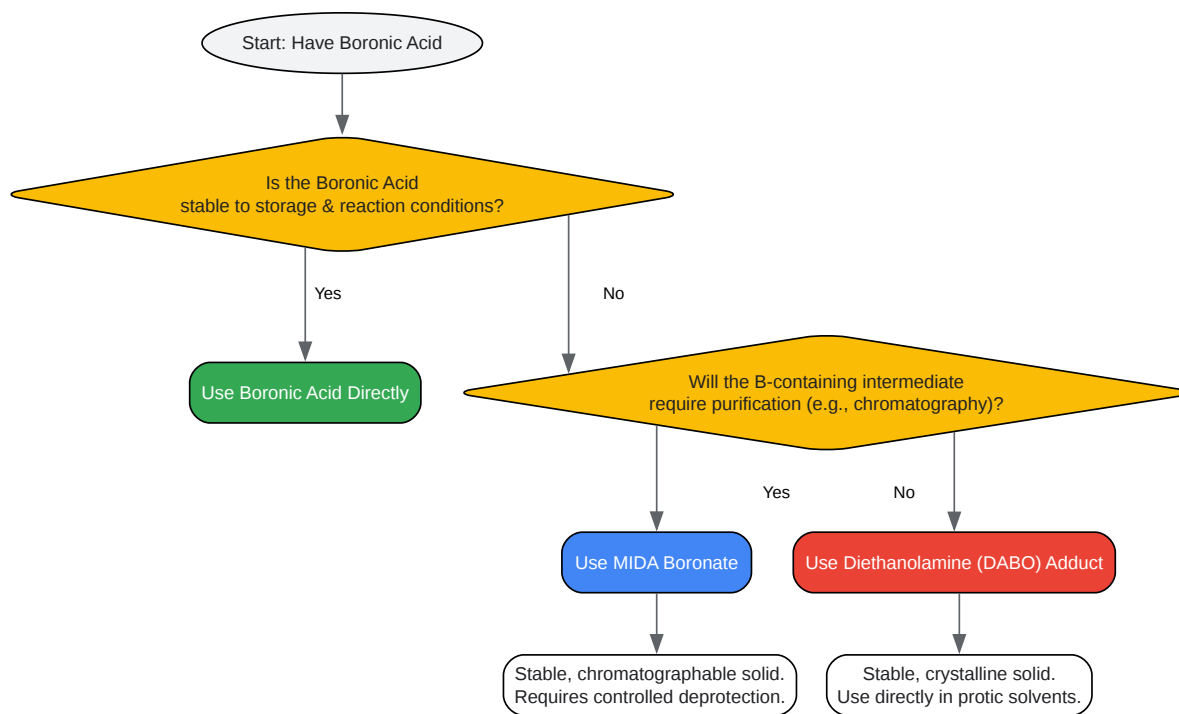 Start: Have Boronic Acid
Is the Boronic Acid
stable to storage & reaction conditions?
Yes
No
Use Boronic Acid Directly
Will the B-containing intermediate
require purification (e.g., chromatography)?
Yes
No
Use MIDA Boronate
Use Diethanolamine (DABO) Adduct
Stable, chromatographable solid.
Requires controlled deprotection.
Stable, crystalline solid.
Use directly in protic solvents.